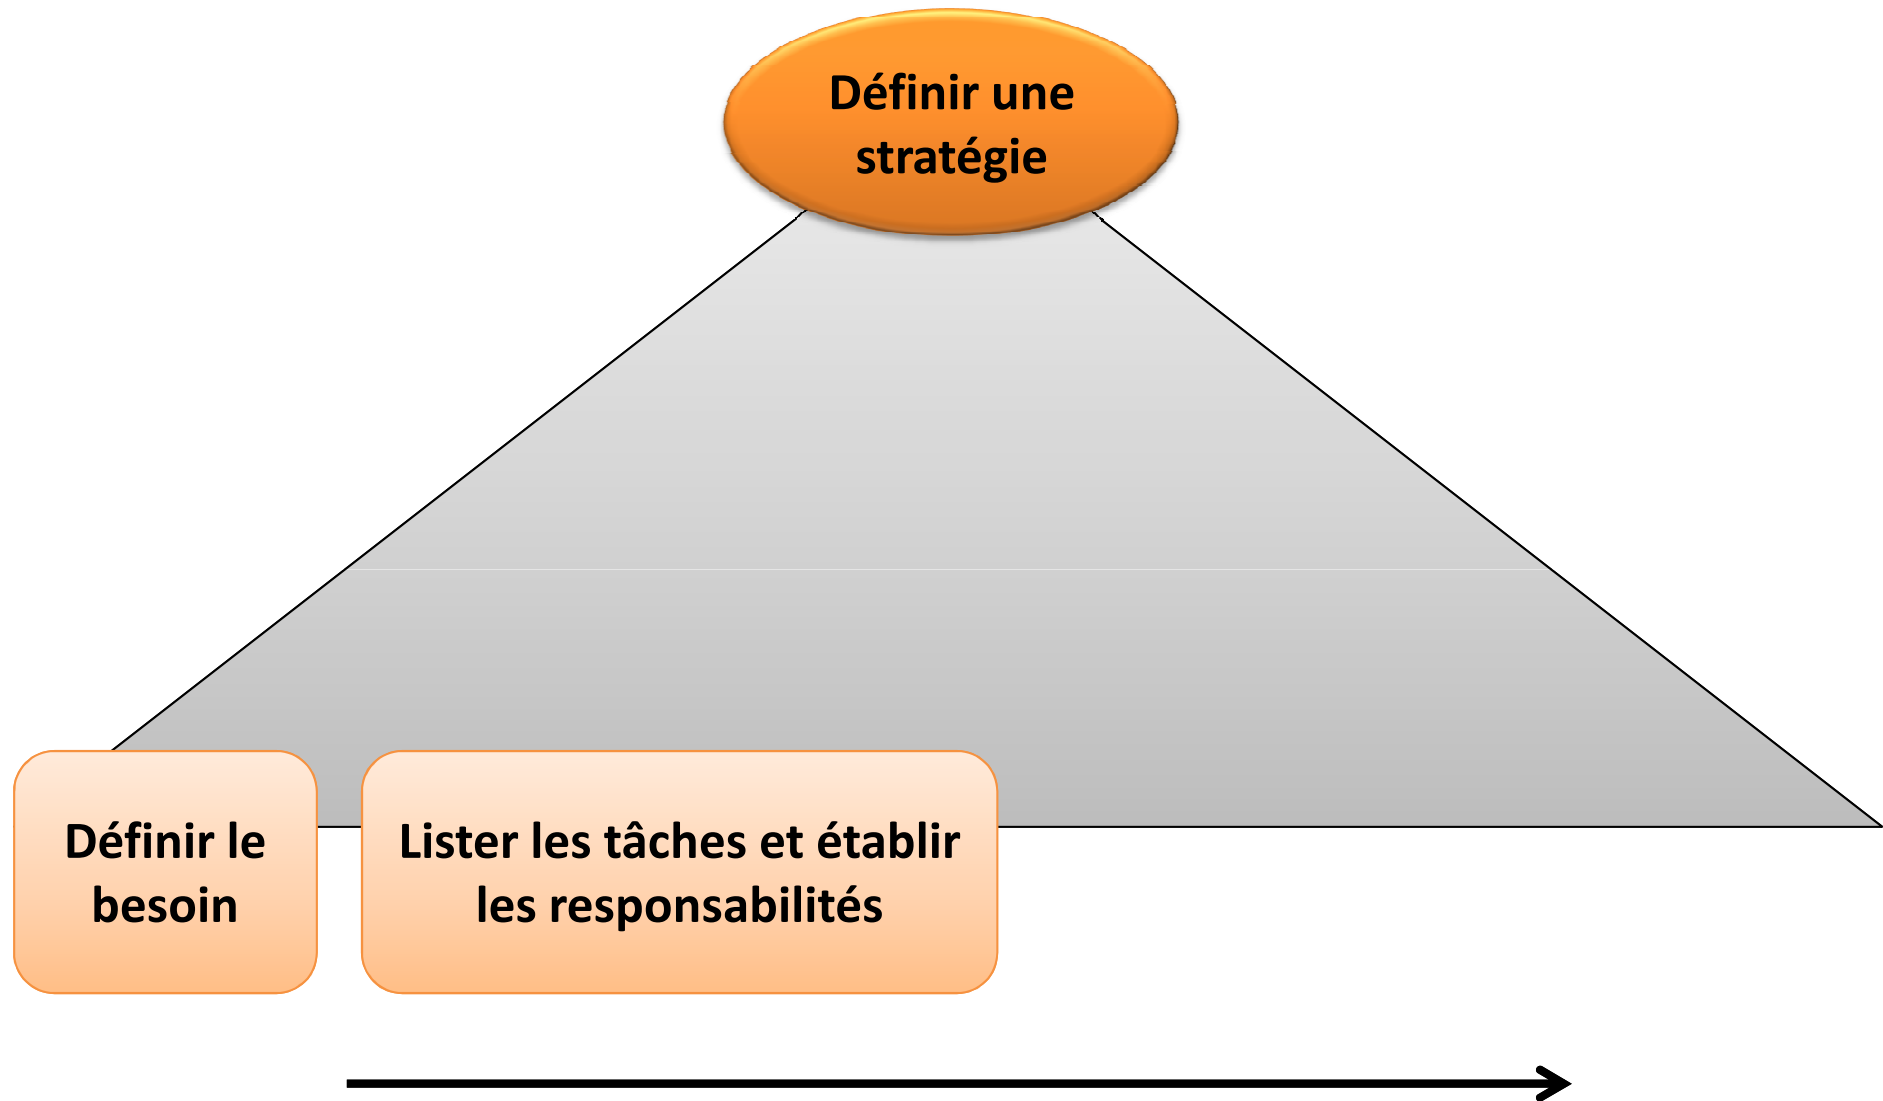 Définir une
stratégie
Définir le
besoin
Lister les tâches et établir
les responsabilités